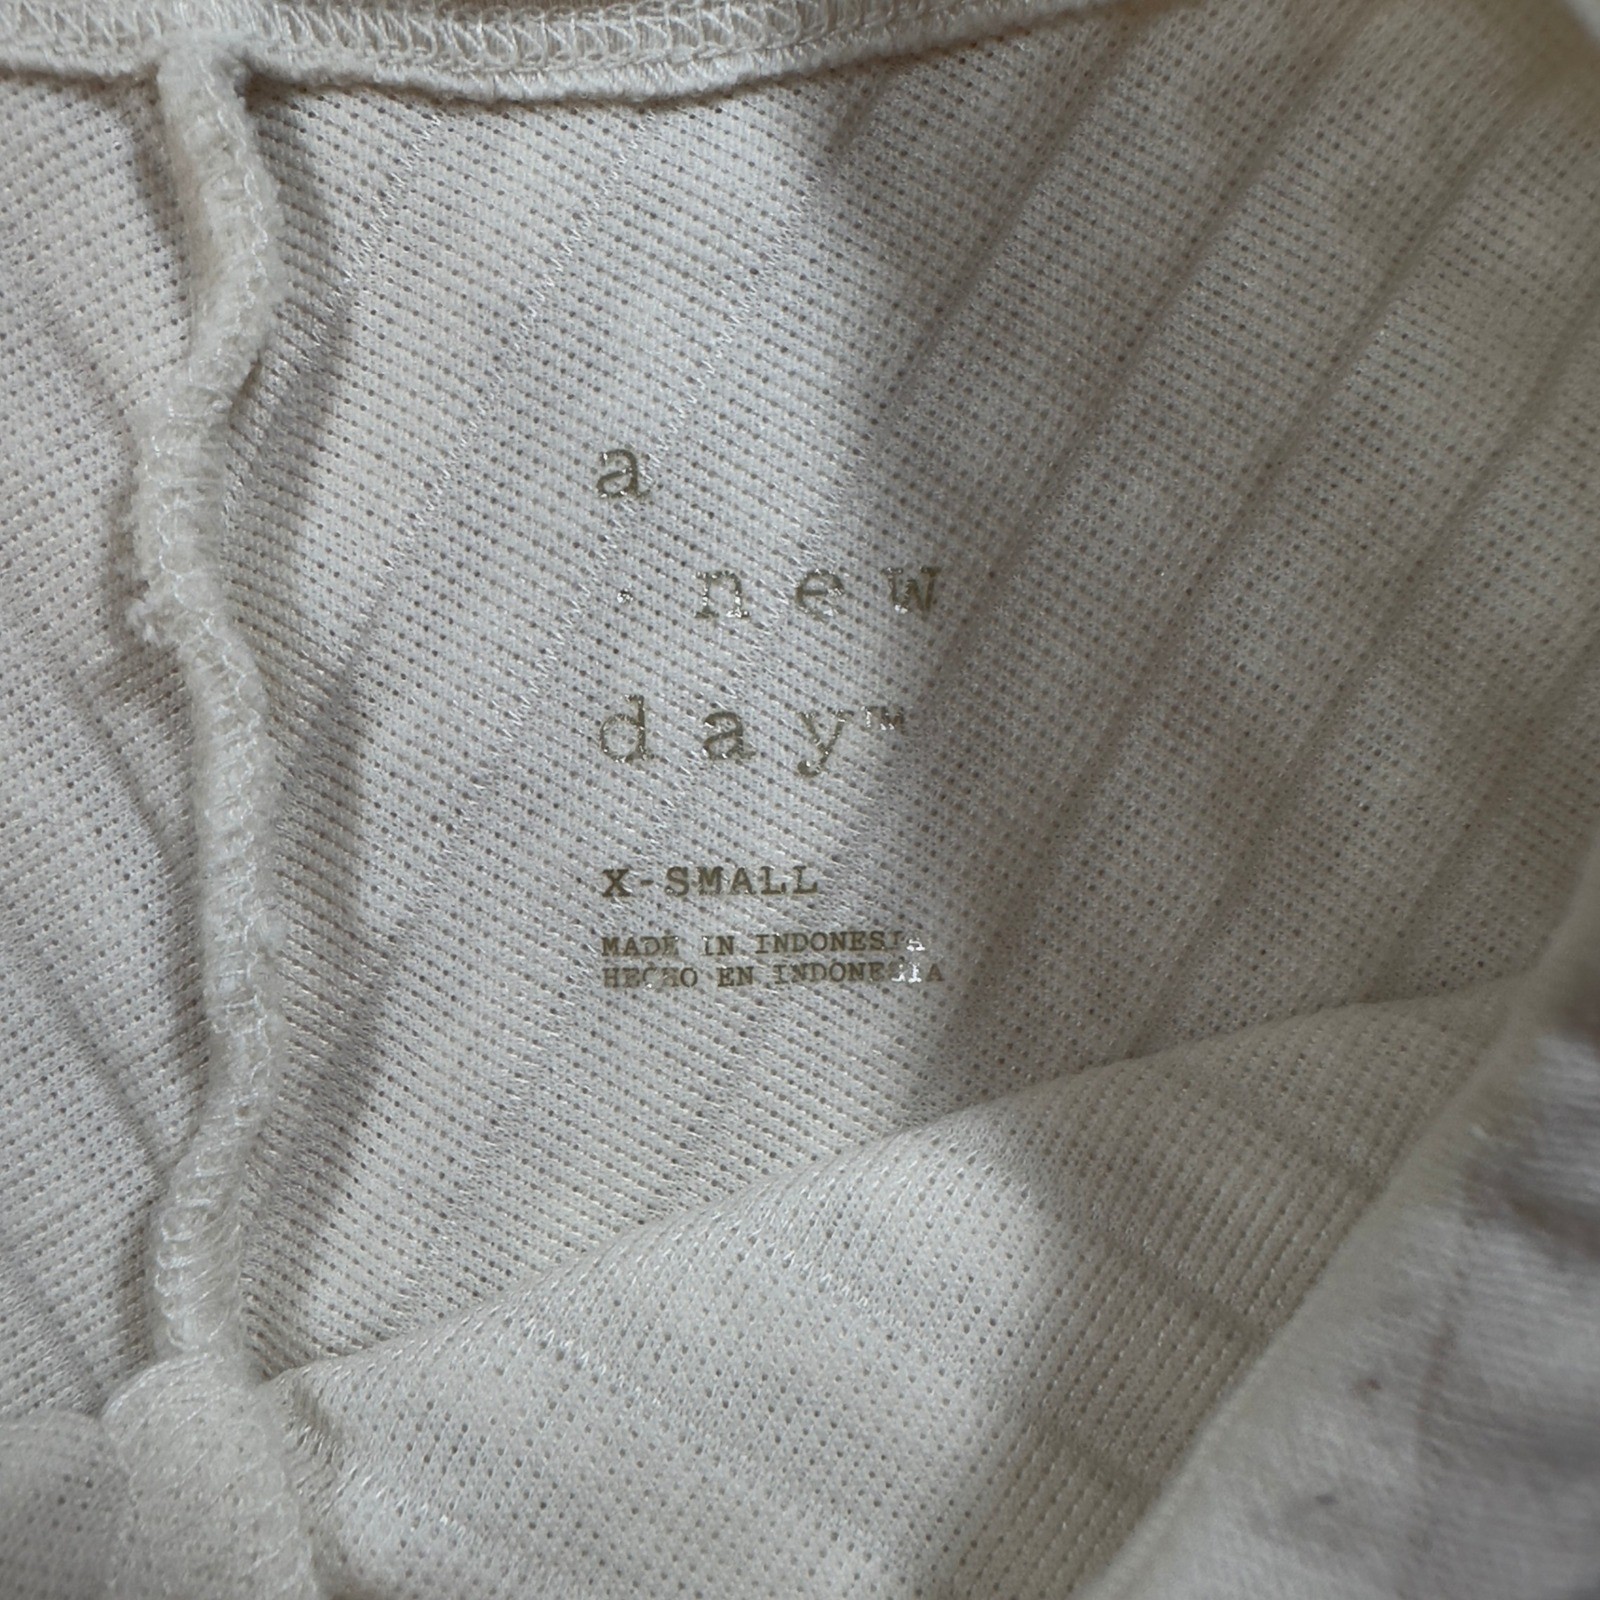 a
new
day™
X-SMALL
MADE IN INDONESIA
HECHO EN INDONESIA